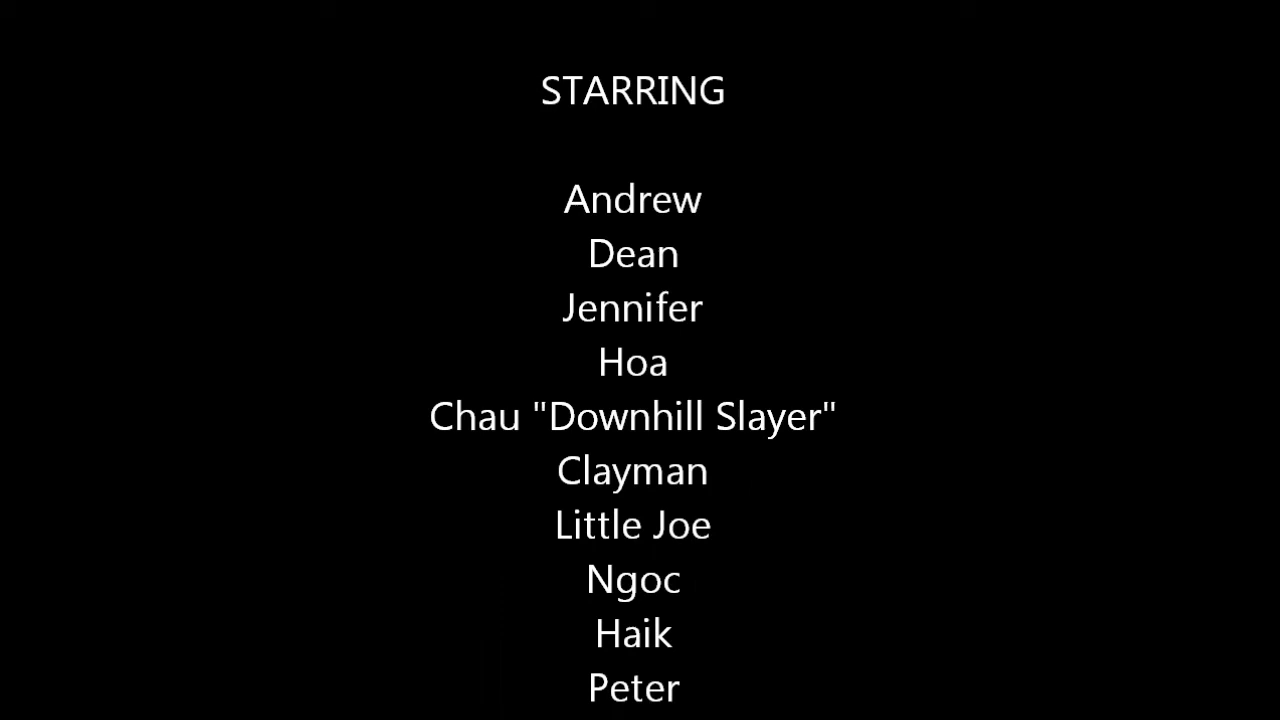 STARRING
Andrew
Dean
Jennifer
Hoa
Chau "Downhill Slayer"
Clayman
Little Joe
Ngoc
Haik
Peter